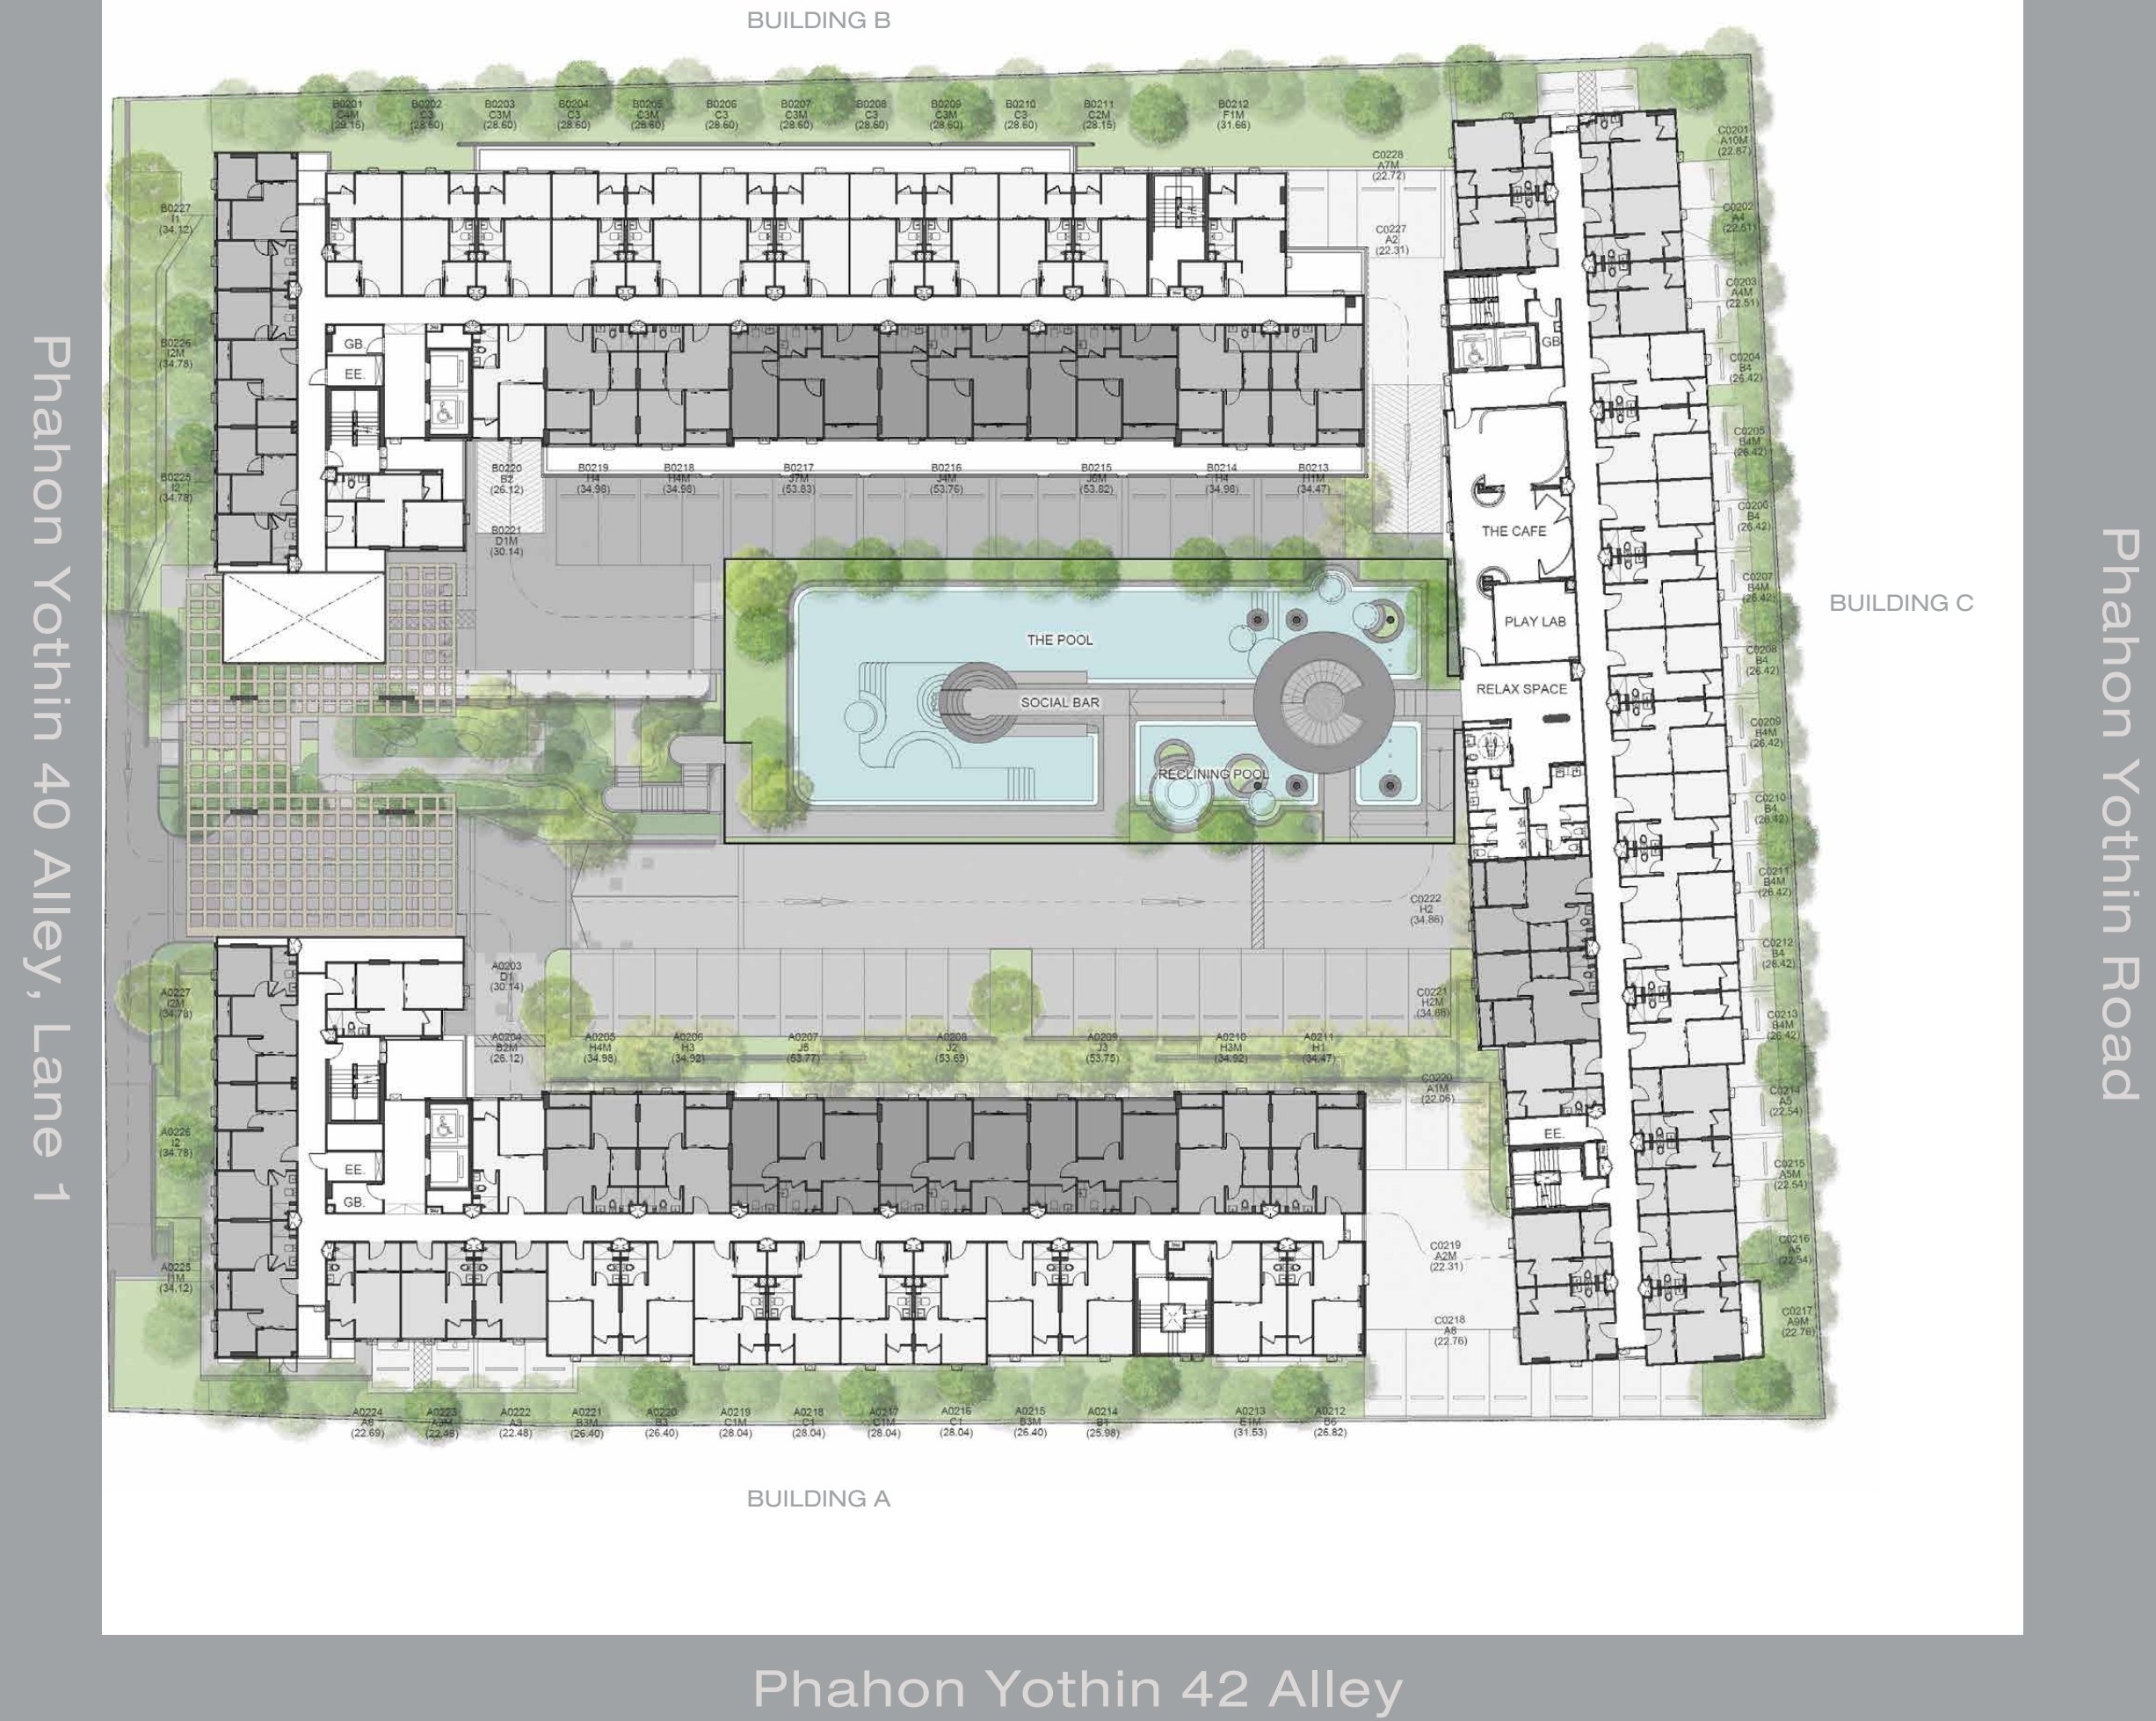 BUILDING B
B0201
C4M
(29.15)
B0202
C3
(28.60)
B0203
C3M
(28.60)
B0204
C3
(28.60)
B0205
C3M
(28.60)
B0206
C3
(28.60)
B0207
C3M
(28.60)
B0208
C3
(28.60)
B0209
C3M
(28.60)
B0210
C3
(28.60)
B0211
C2M
(28.15)
B0212
F1M
(31.66)
C0228
A7M
(22.72)
C0227
A2
(22.31)
C0201
A10M
(22.87)
C0202
A4
(22.51)
C0203
A4M
(22.51)
C0204
B4
(26.42)
C0205
B4M
(26.42)
C0206
B4
(26.42)
C0207
B4M
(26.42)
C0208
B4
(26.42)
C0209
B4M
(26.42)
C0210
B4
(26.42)
C0211
B4M
(26.42)
C0212
B4
(26.42)
C0213
B4M
(26.42)
C0214
A5
(22.54)
C0215
A5M
(22.54)
C0216
A5
(22.54)
C0217
A9M
(22.76)
B0227
I1
(34.12)
B0226
I2M
(34.78)
B0225
I2
(34.78)
GB.
EE.
B0220
B2
(26.12)
B0221
D1M
(30.14)
B0219
H4
(34.98)
B0218
H4M
(34.98)
B0217
J7M
(53.83)
B0216
J4M
(53.76)
B0215
(53.82)
B0214
H4
(34.98)
B0213
H1M
(34.47)
GB.
THE CAFE
PLAY LAB
RELAX SPACE
THE POOL
SOCIAL BAR
RECLINING POOL
BUILDING C
C0222
H2
(34.86)
C0221
H2M
(34.86)
C0220
A1M
(22.06)
EE.
C0219
A2M
(22.31)
C0218
A8
(22.76)
A0203
D1
(30.14)
A0204
B2M
(26.12)
A0205
H4M
(34.98)
A0206
H3
(34.92)
A0207
J5
(53.77)
A0208
J2
(53.69)
A0209
J3
(53.75)
A0210
H3M
(34.92)
A0211
H1
(34.47)
A0227
I2M
(34.78)
A0226
I2
(34.78)
A0225
I1M
(34.12)
EE.
GB.
A0224
(22.69)
A0223
A3M
(22.48)
A0222
A3
(22.48)
A0221
B3M
(26.40)
A0220
B3
(26.40)
A0219
C1M
(28.04)
A0218
C1
(28.04)
A0217
C1M
(28.04)
A0216
C1
(28.04)
A0215
B3M
(26.40)
A0214
B1
(25.98)
A0213
E1M
(31.53)
A0212
B6
(26.82)
BUILDING A
Phahon Yothin 40 Alley, Lane 1
Phahon Yothin Road
Phahon Yothin 42 Alley